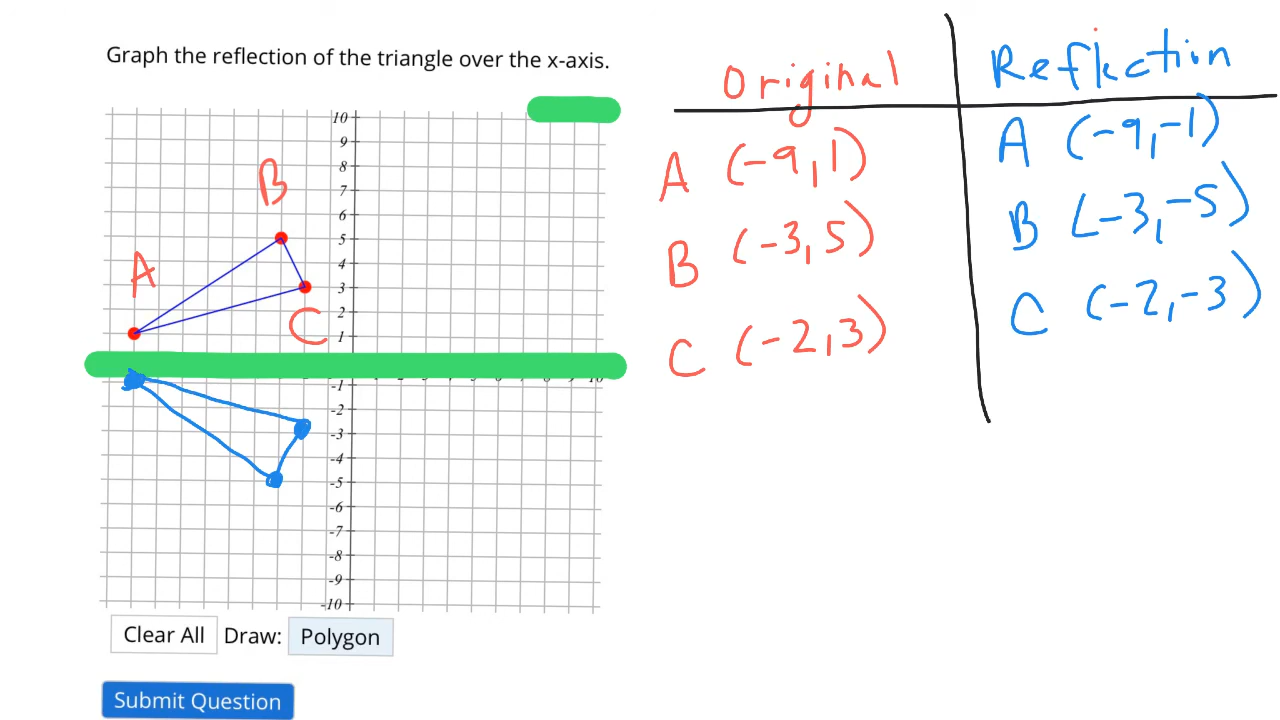 Graph the reflection of the triangle over the x-axis.
Original
Reflection
A (-9,1)
A (-9,-1)
B (-3,5)
B (-3,-5)
C (-2,3)
C (-2,-3)
10
9
8
7
6
5
4
3
2
1
-1
-2
-3
-4
-5
-6
-7
-8
-9
-10
A
B
C
Clear All Draw: Polygon
Submit Question